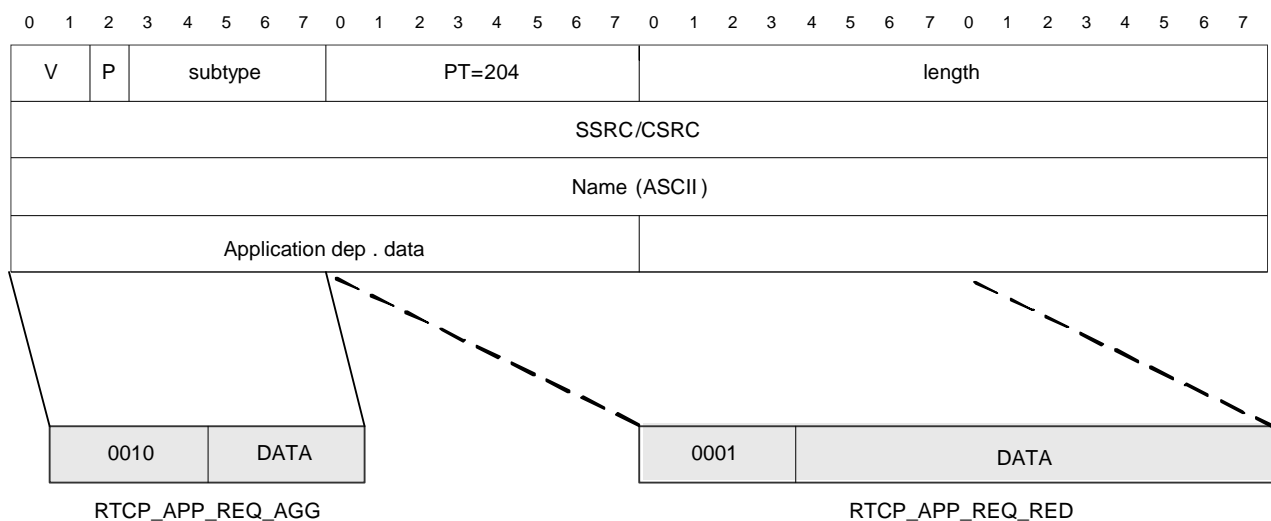 0 1 2 3 4 5 6 7 0 1 2 3 4 5 6 7 0 1 2 3 4 5 6 7 0 1 2 3 4 5 6 7
V P subtype PT=204 length
SSRC/CSRC
Name (ASCII)
Application dep . data
0010 DATA 0001 DATA
RTCP_APP_REQ_AGG RTCP_APP_REQ_RED